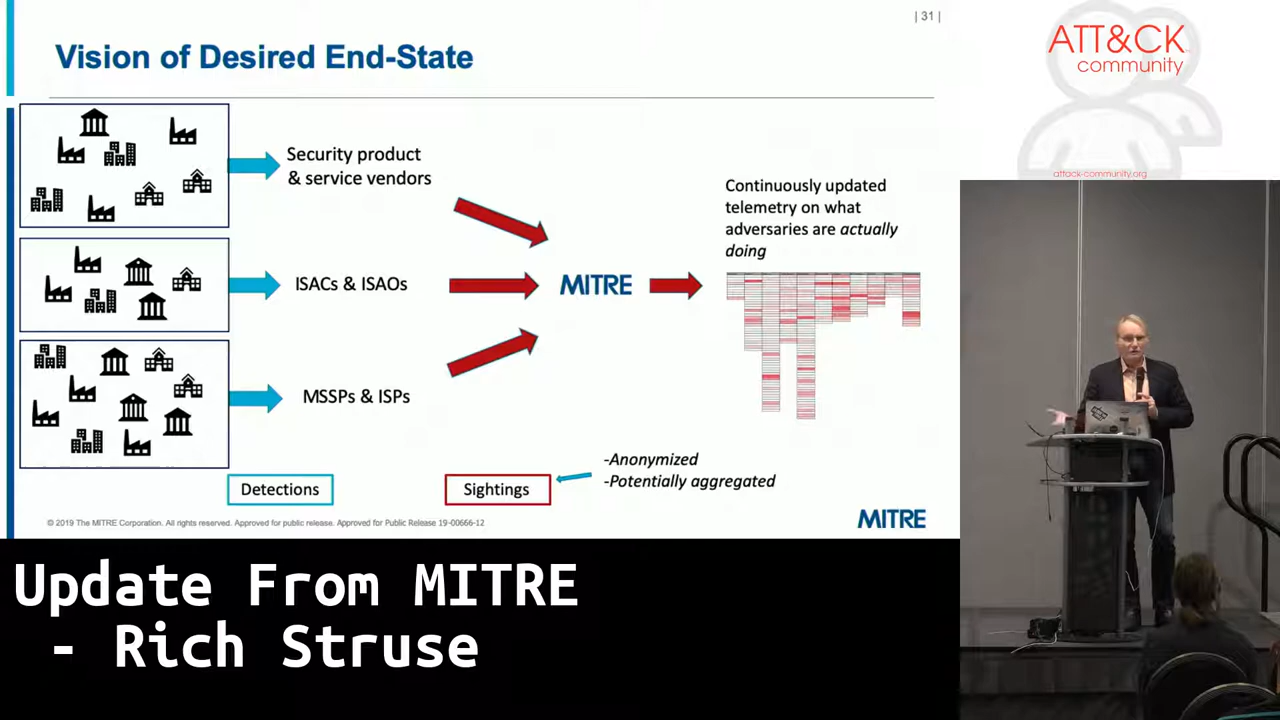 | 31 |
Vision of Desired End-State
Security product
& service vendors
ISACs & ISAOs
MSSPs & ISPs
MITRE
Continuously updated
telemetry on what
adversaries are actually
doing
Detections
Sightings
-Anonymized
-Potentially aggregated
© 2019 The MITRE Corporation. All rights reserved. Approved for public release. Approved for Public Release 19-00666-12
MITRE
ATT&CK
community
attack-community.org
Update From MITRE
- Rich Struse